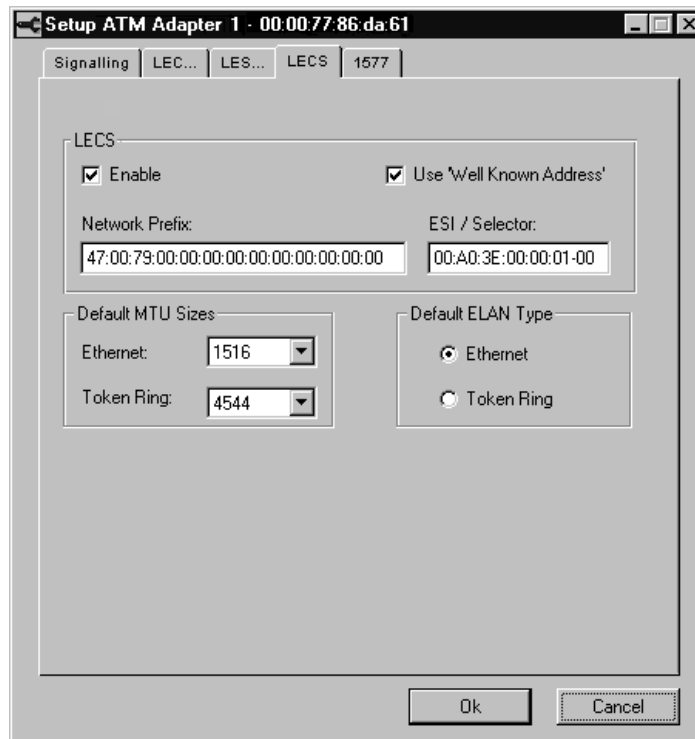 Setup ATM Adapter 1 - 00:00:77:86:da:61
Signalling LEC... LES... LECS 1577
LECS
Enable Use 'Well Known Address'
Network Prefix: ESI / Selector:
47:00:79:00:00:00:00:00:00:00:00:00:00 00:A0:3E:00:00:01-00
Default MTU Sizes Default ELAN Type
Ethernet: 1516 Ethernet
Token Ring: 4544 Token Ring
Ok Cancel